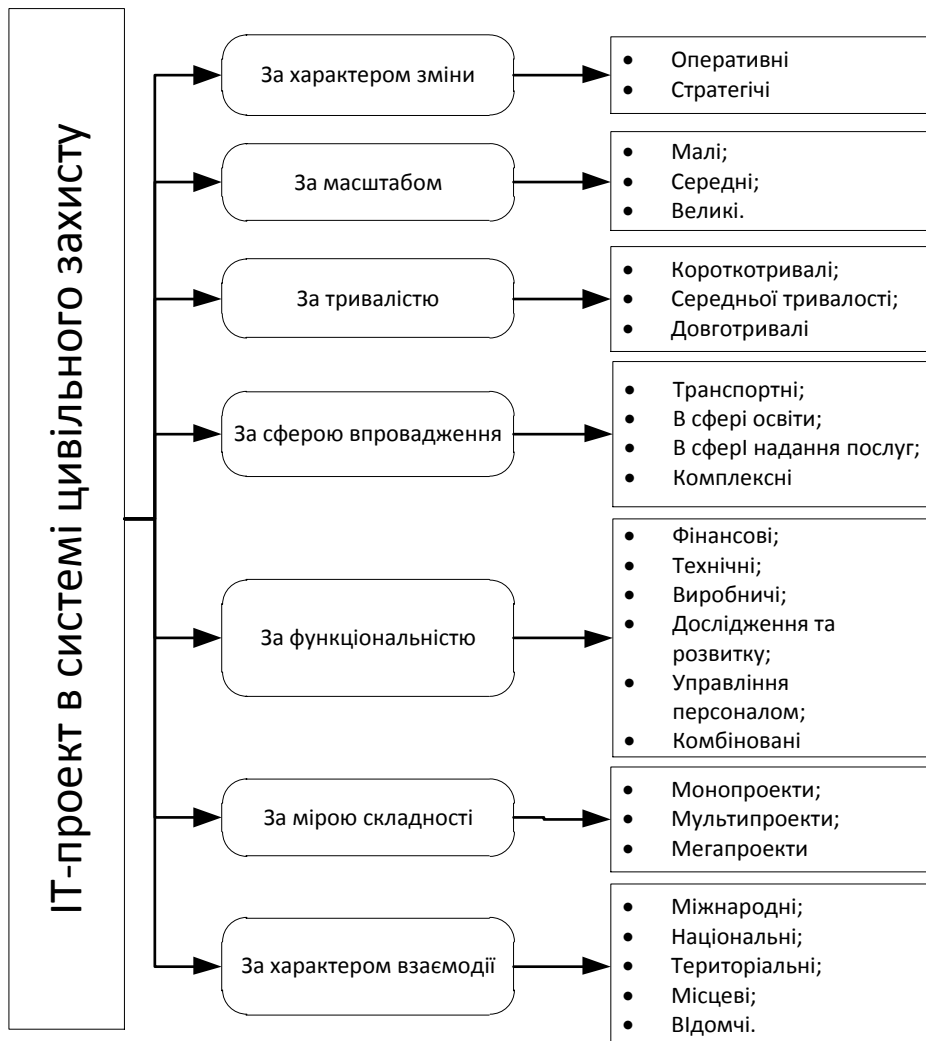 ІТ-проект в системі цивільного захисту
За характером зміни
• Оперативні
• Стратегічі
За масштабом
• Малі;
• Середні;
• Великі.
За тривалістю
• Короткотривалі;
• Середньої тривалості;
• Довготривалі
За сферою впровадження
• Транспортні;
• В сфері освіти;
• В сферІ надання послуг;
• Комплексні
За функціональністю
• Фінансові;
• Технічні;
• Виробничі;
• Дослідження та
розвитку;
• Управління
персоналом;
• Комбіновані
За мірою складності
• Монопроекти;
• Мультипроекти;
• Мегапроекти
За характером взаємодії
• Міжнародні;
• Національні;
• Територіальні;
• Місцеві;
• ВІдомчі.